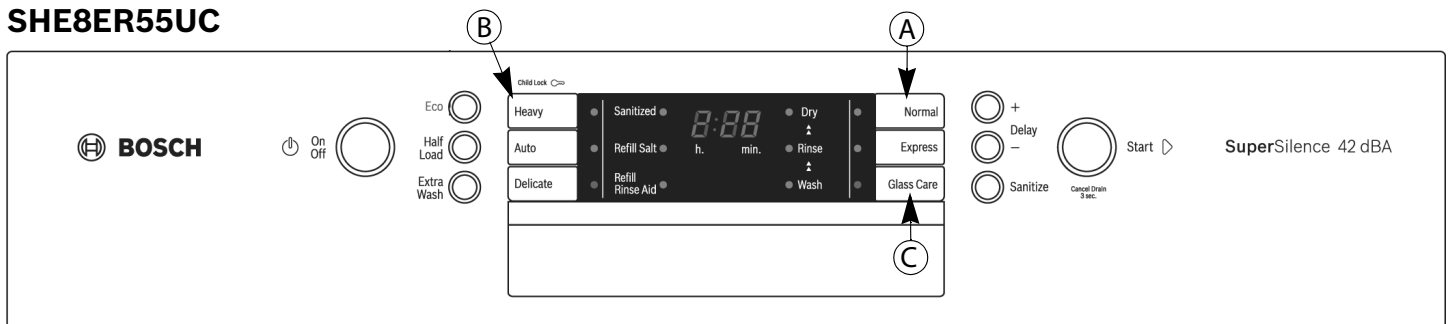 SHE8ER55UC
B
A
Child Lock
BOSCH
On
Off
Eco
Half
Load
Extra
Wash
Heavy
Auto
Delicate
Sanitized
Refill Salt
Refill
Rinse Aid
8:88
h. min.
Dry
Rinse
Wash
Normal
Express
Glass Care
C
+
Delay
–
Sanitize
Start
Cancel Drain
3 sec.
SuperSilence 42 dBA